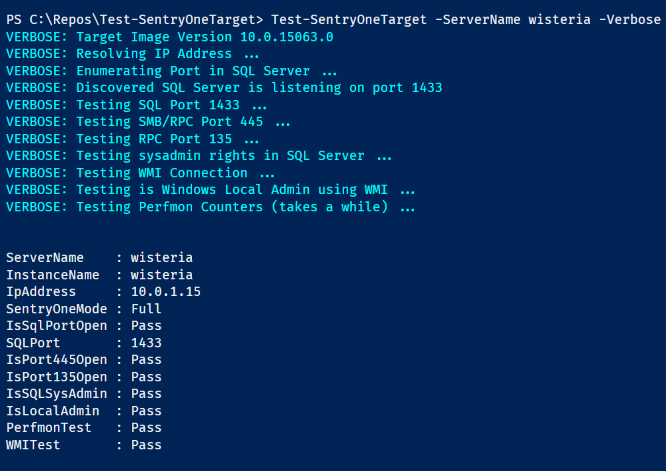 PS C:\Repos\Test-SentryOneTarget> Test-SentryOneTarget -ServerName wisteria -Verbose
VERBOSE: Target Image Version 10.0.15063.0
VERBOSE: Resolving IP Address ...
VERBOSE: Enumerating Port in SQL Server ...
VERBOSE: Discovered SQL Server is listening on port 1433
VERBOSE: Testing SQL Port 1433 ...
VERBOSE: Testing SMB/RPC Port 445 ...
VERBOSE: Testing RPC Port 135 ...
VERBOSE: Testing sysadmin rights in SQL Server ...
VERBOSE: Testing WMI Connection ...
VERBOSE: Testing is Windows Local Admin using WMI ...
VERBOSE: Testing Perfmon Counters (takes a while) ...
ServerName    : wisteria
InstanceName  : wisteria
IpAddress     : 10.0.1.15
SentryOneMode : Full
IsSqlPortOpen : Pass
SQLPort       : 1433
IsPort445Open : Pass
IsPort135Open : Pass
IsSQLSysAdmin : Pass
IsLocalAdmin  : Pass
PerfmonTest   : Pass
WMITest       : Pass